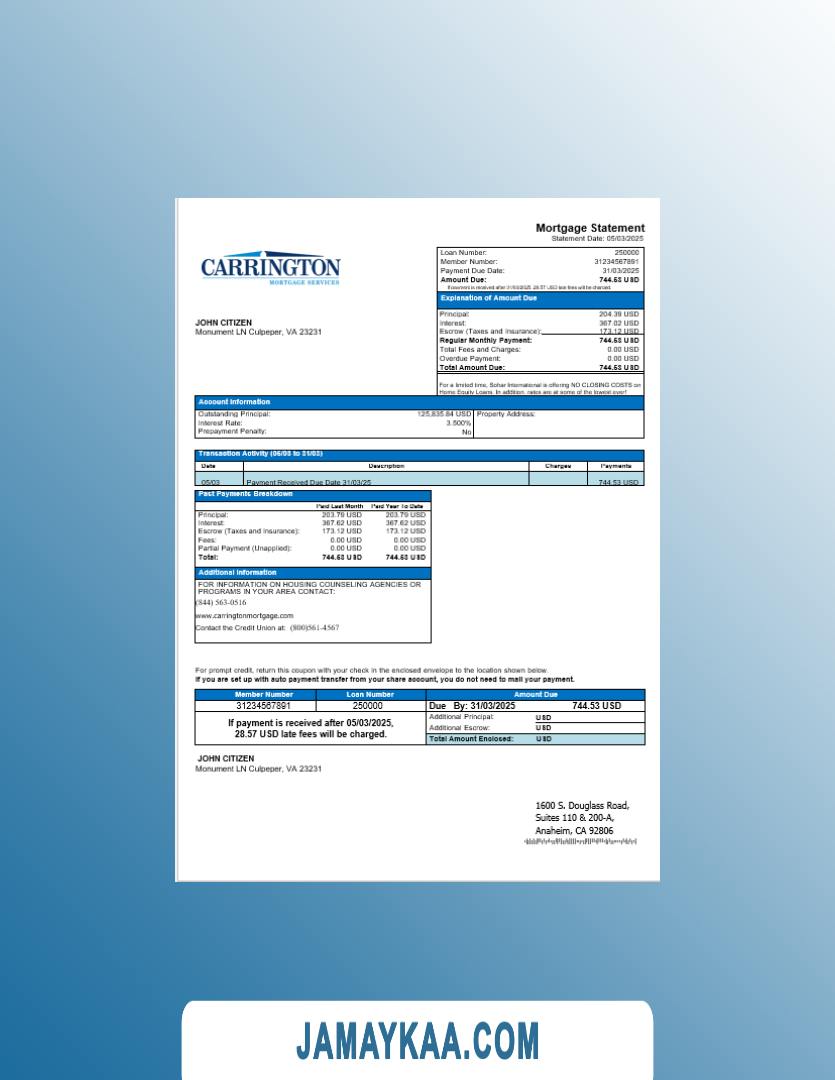 Mortgage Statement
Statement Date: 05/03/2025
CARRINGTON
MORTGAGE SERVICES
Loan Number: 250000
Member Number: 31234567891
Payment Due Date: 31/03/2025
Amount Due: 744.53 USD
If payment is received after 31/03/2025, 28.57 USD late fees will be charged.
Explanation of Amount Due
Principal: 204.39 USD
Interest: 367.02 USD
Escrow (Taxes and Insurance): 173.12 USD
Regular Monthly Payment: 744.53 USD
Total Fees and Charges: 0.00 USD
Overdue Payment: 0.00 USD
Total Amount Due: 744.53 USD
JOHN CITIZEN
Monument LN Culpeper, VA 23231
For a limited time, Sohar International is offering NO CLOSING COSTS on
Home Equity Loans. In addition, rates are at some of the lowest ever!
Account Information
Outstanding Principal: 125,835.84 USD Property Address:
Interest Rate: 3.500%
Prepayment Penalty: No
Transaction Activity (05/03 to 31/03)
Date Description Charges Payments
05/03 Payment Received Due Date 31/03/25 744.53 USD
Past Payments Breakdown
Paid Last Month Paid Year To Date
Principal: 203.79 USD 203.79 USD
Interest: 367.62 USD 367.62 USD
Escrow (Taxes and Insurance): 173.12 USD 173.12 USD
Fees: 0.00 USD 0.00 USD
Partial Payment (Unapplied): 0.00 USD 0.00 USD
Total: 744.53 USD 744.53 USD
Additional Information
FOR INFORMATION ON HOUSING COUNSELING AGENCIES OR
PROGRAMS IN YOUR AREA CONTACT:
(844) 563-0516
www.carringtonmortgage.com
Contact the Credit Union at: (800)561-4567
For prompt credit, return this coupon with your check in the enclosed envelope to the location shown below.
If you are set up with auto payment transfer from your share account, you do not need to mail your payment.
Member Number Loan Number Amount Due
31234567891 250000 Due By: 31/03/2025 744.53 USD
If payment is received after 05/03/2025,
28.57 USD late fees will be charged.
Additional Principal: USD
Additional Escrow: USD
Total Amount Enclosed: USD
JOHN CITIZEN
Monument LN Culpeper, VA 23231
1600 S. Douglass Road,
Suites 110 & 200-A,
Anaheim, CA 92806
JAMAYKAA.COM